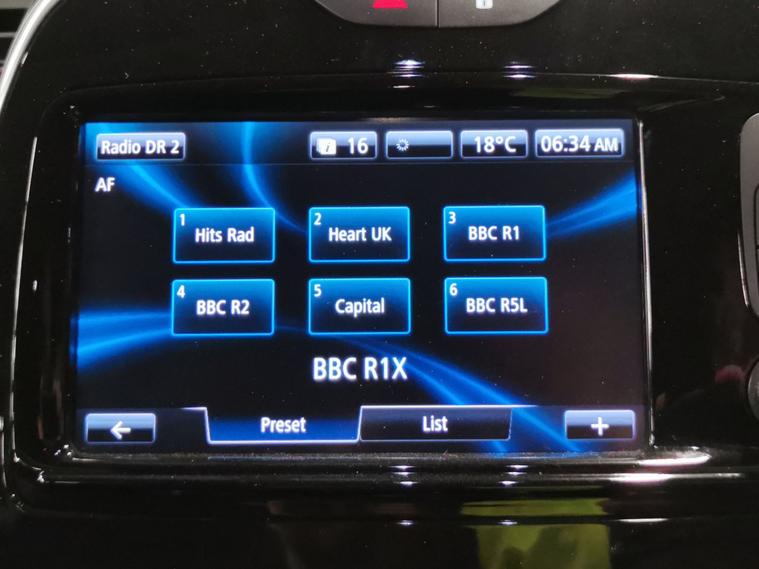 Radio DR 2
i 16
18°C
06:34 AM
AF
1 Hits Rad
2 Heart UK
3 BBC R1
4 BBC R2
5 Capital
6 BBC R5L
BBC R1X
Preset
List